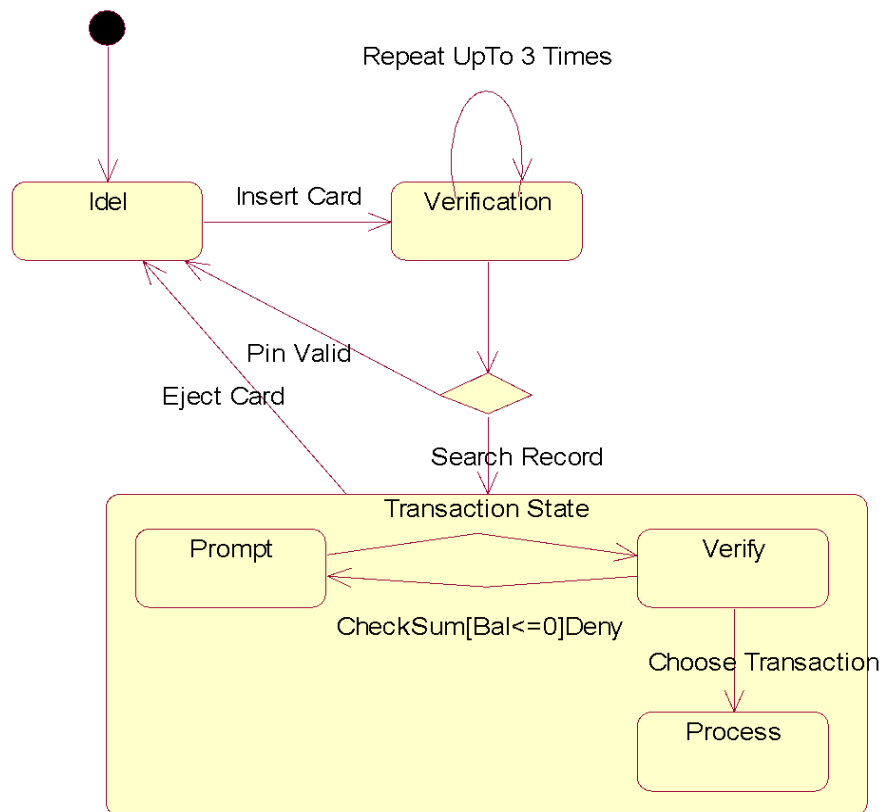 Repeat UpTo 3 Times
Idel
Insert Card
Verification
Pin Valid
Eject Card
Search Record
Transaction State
Prompt
Verify
CheckSum[Bal<=0]Deny
Choose Transaction
Process